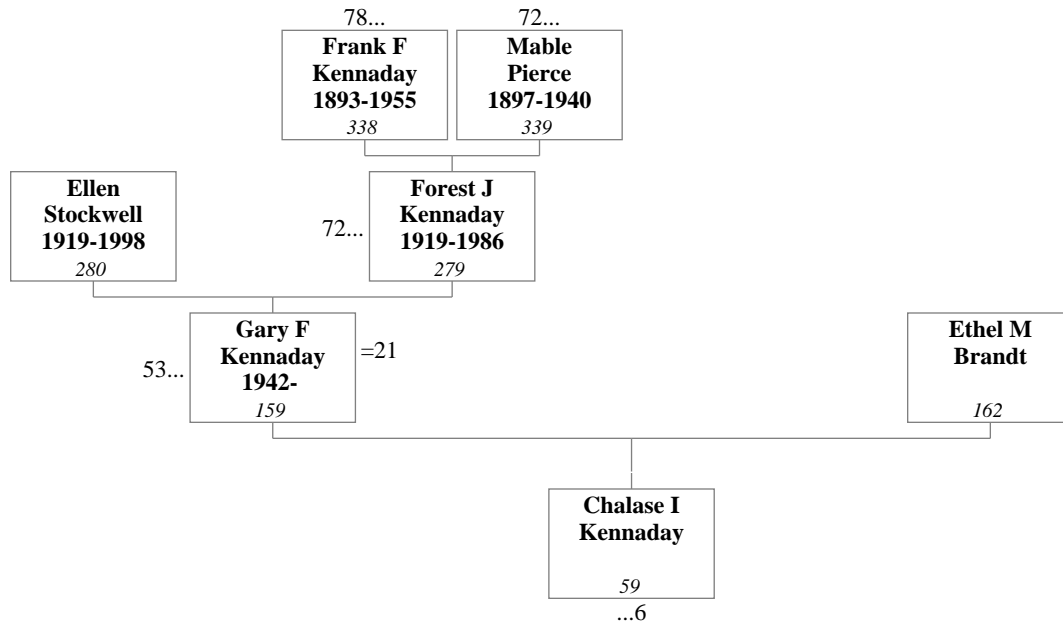 78...
72...
Frank F
Kennaday
1893-1955
338
Mable
Pierce
1897-1940
339
Ellen
Stockwell
1919-1998
280
72...
Forest J
Kennaday
1919-1986
279
53...
Gary F
Kennaday
1942-
159
=21
Ethel M
Brandt
162
Chalase I
Kennaday
59
...6